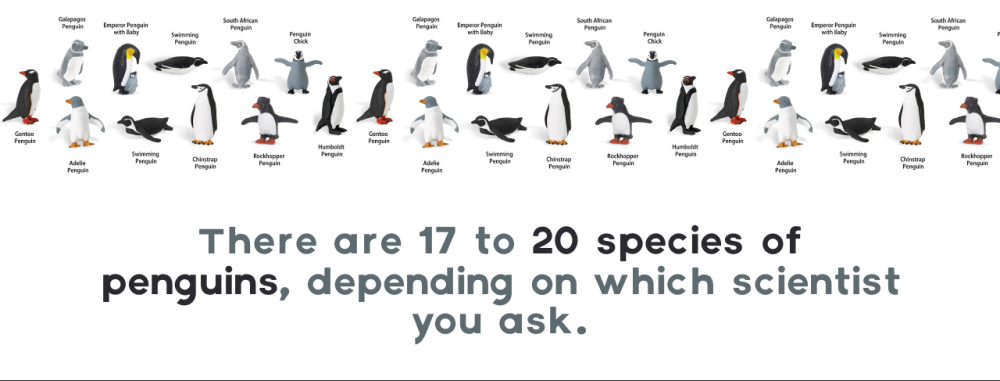 Galapagos
Penguin
Emperor Penguin
with Baby
Swimming
Penguin
South African
Penguin
Penguin
Chick
Galapagos
Penguin
Emperor Penguin
with Baby
Swimming
Penguin
South African
Penguin
Penguin
Chick
Galapagos
Penguin
Emperor Penguin
with Baby
Swimming
Penguin
South African
Penguin
Gentoo
Penguin
Adelie
Penguin
Swimming
Penguin
Chinstrap
Penguin
Rockhopper
Penguin
Humboldt
Penguin
Gentoo
Penguin
Adelie
Penguin
Swimming
Penguin
Chinstrap
Penguin
Rockhopper
Penguin
Humboldt
Penguin
Gentoo
Penguin
Adelie
Penguin
Swimming
Penguin
Chinstrap
Penguin
Rockhopper
Penguin
There are 17 to 20 species of
penguins, depending on which scientist
you ask.